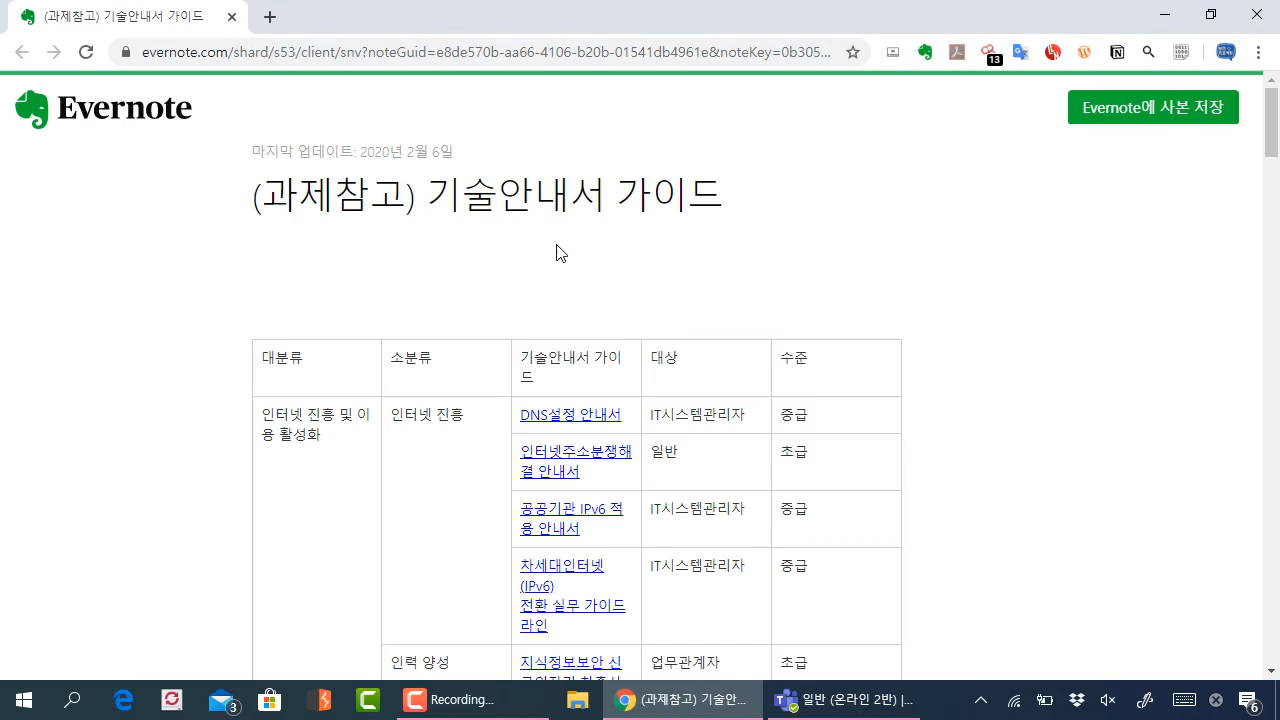 (과제참고) 기술안내서 가이드
evernote.com/shard/s53/client/snv?noteGuid=e8de570b-aa66-4106-b20b-01541db4961e&noteKey=0b305...
13
Evernote
Evernote에 사본 저장
마지막 업데이트: 2020년 2월 6일
(과제참고) 기술안내서 가이드
대분류 소분류 기술안내서 가이 대상 수준
드
인터넷 진흥 및 이 인터넷 진흥 DNS설정 안내서 IT시스템관리자 중급
용 활성화
인터넷주소분쟁해 일반 초급
결 안내서
공공기관 IPv6 적 IT시스템관리자 중급
용 안내서
차세대인터넷 IT시스템관리자 중급
(IPv6)
전환 실무 가이드
라인
인력 양성 지식정보보안 신 업무관계자 초급
3 Recording... (과제참고) 기술안... 일반 (온라인 2반) |... 6